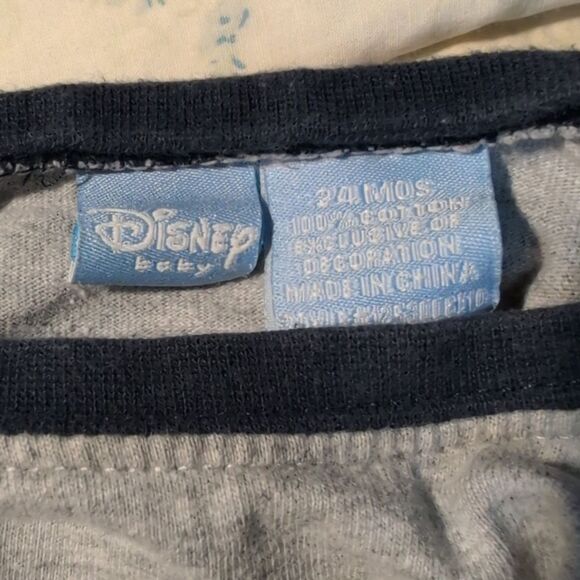 Disney
baby
24 MOS
100% COTTON
EXCLUSIVE OF
DECORATION
MADE IN CHINA